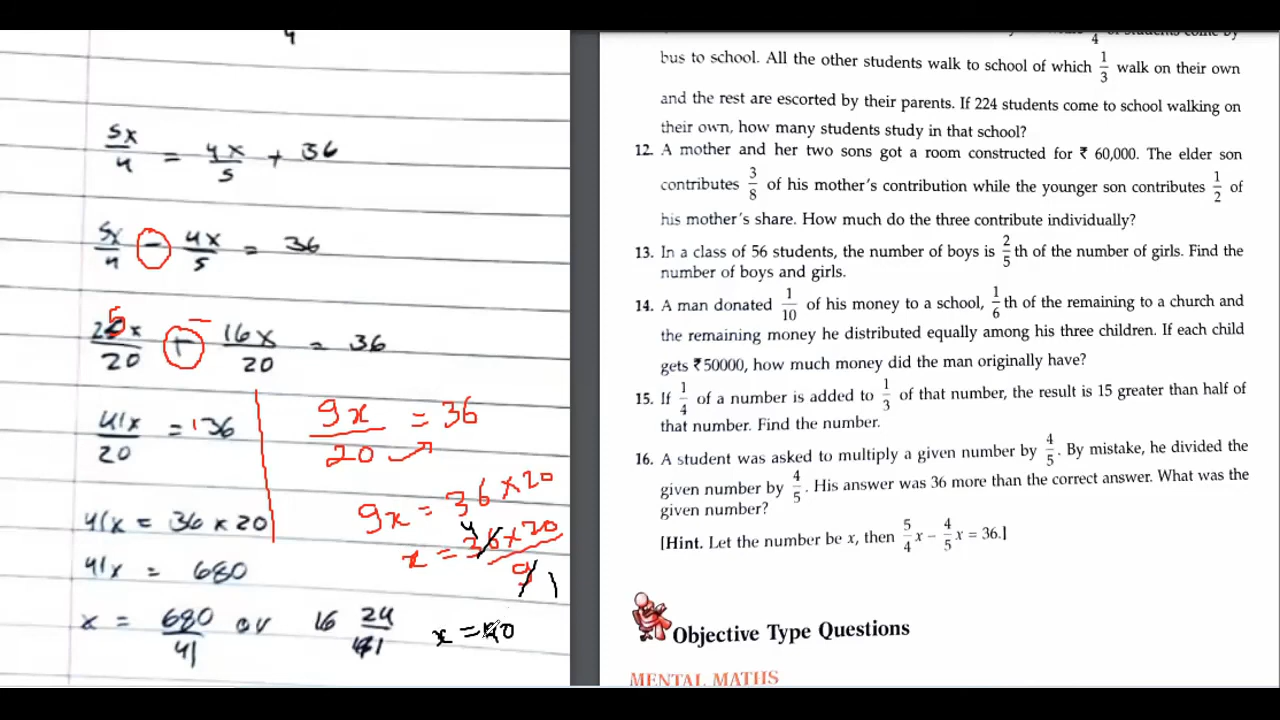 4
5x/4 = 4x/5 + 36
5x/4 - 4x/5 = 36
25x/20 - 16x/20 = 36
41x/20 = 136
41x = 36 × 20
41x = 680
x = 680/41 or 16 24/41
9x/20 = 36
9x = 36 × 20
x = 36 × 20/9
4
1
x = 80
bus to school. All the other students walk to school of which 1/3 walk on their own
and the rest are escorted by their parents. If 224 students come to school walking on
their own, how many students study in that school?
12. A mother and her two sons got a room constructed for ₹ 60,000. The elder son
contributes 3/8 of his mother's contribution while the younger son contributes 1/2 of
his mother's share. How much do the three contribute individually?
13. In a class of 56 students, the number of boys is 2/5 th of the number of girls. Find the
number of boys and girls.
14. A man donated 1/10 of his money to a school, 1/6 th of the remaining to a church and
the remaining money he distributed equally among his three children. If each child
gets ₹ 50000, how much money did the man originally have?
15. If 1/4 of a number is added to 1/3 of that number, the result is 15 greater than half of
that number. Find the number.
16. A student was asked to multiply a given number by 4/5. By mistake, he divided the
given number by 4/5. His answer was 36 more than the correct answer. What was the
given number?
[Hint. Let the number be x, then 5/4 x - 4/5 x = 36.]
Objective Type Questions
MENTAL MATHS